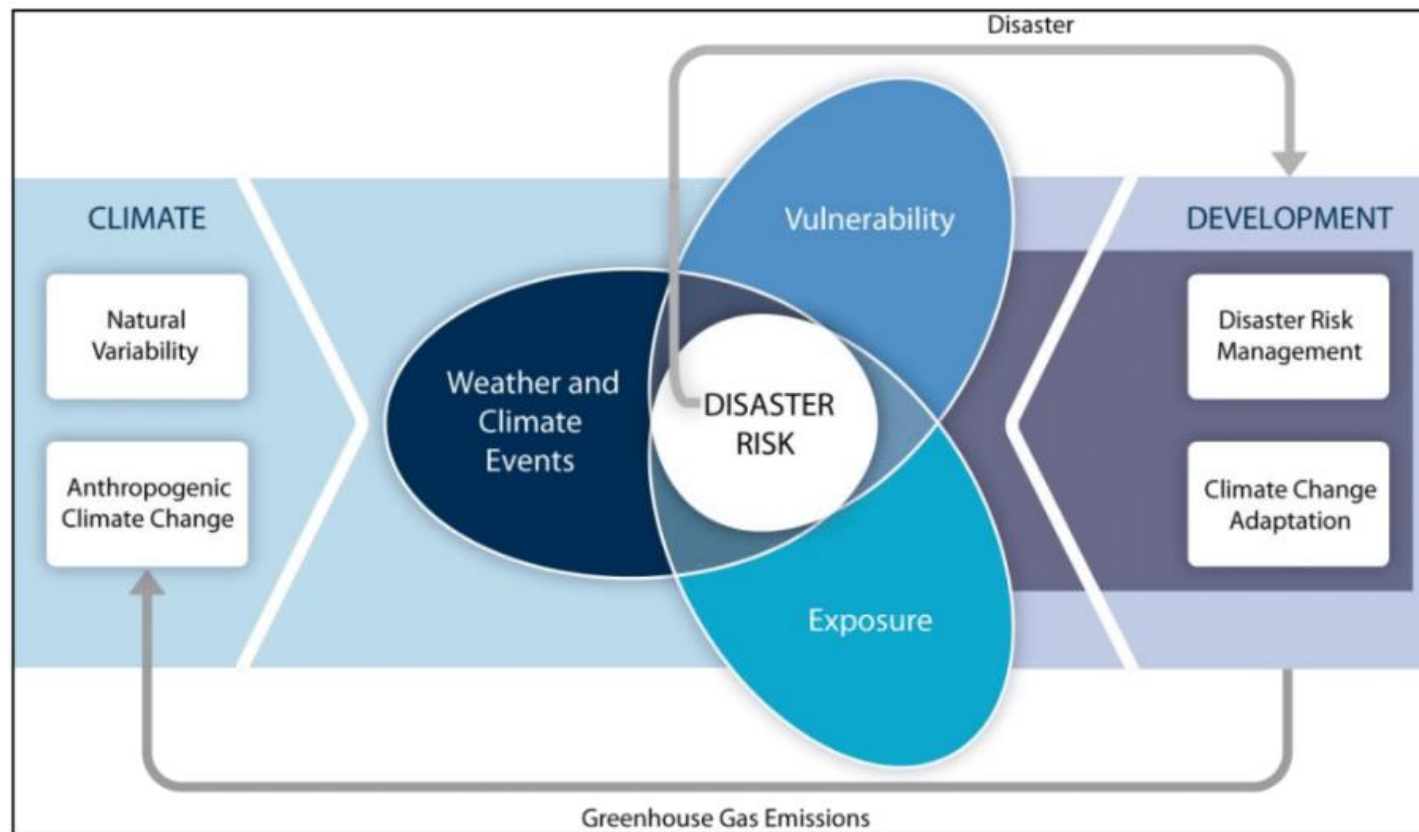 Disaster
CLIMATE
Natural
Variability
Anthropogenic
Climate Change
Weather and
Climate
Events
Vulnerability
DISASTER
RISK
Exposure
DEVELOPMENT
Disaster Risk
Management
Climate Change
Adaptation
Greenhouse Gas Emissions